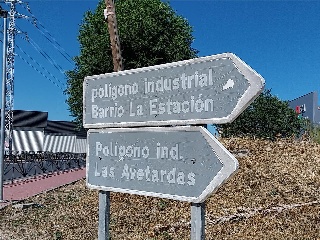 polígono industrial
Barrio La Estación
Polígono ind.
Las Avetardas